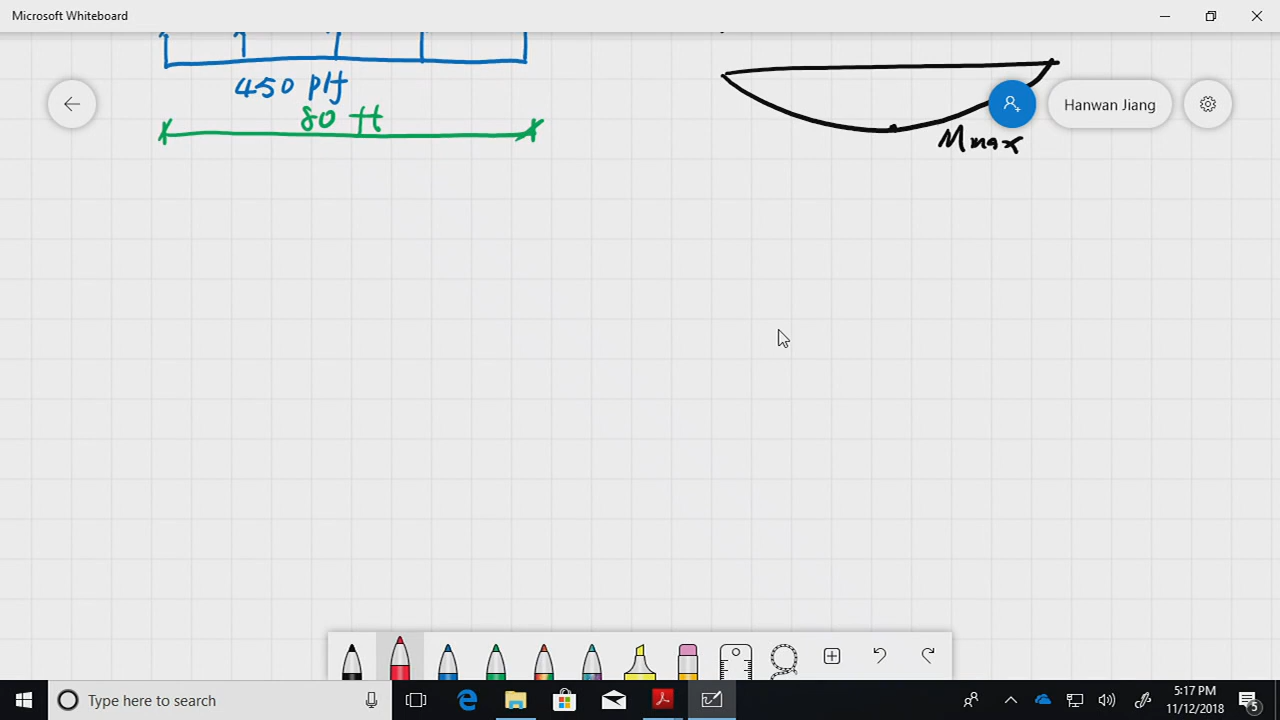 Microsoft Whiteboard
450 plf
80 ft
Mmax
Hanwan Jiang
Type here to search
5:17 PM
11/12/2018
5